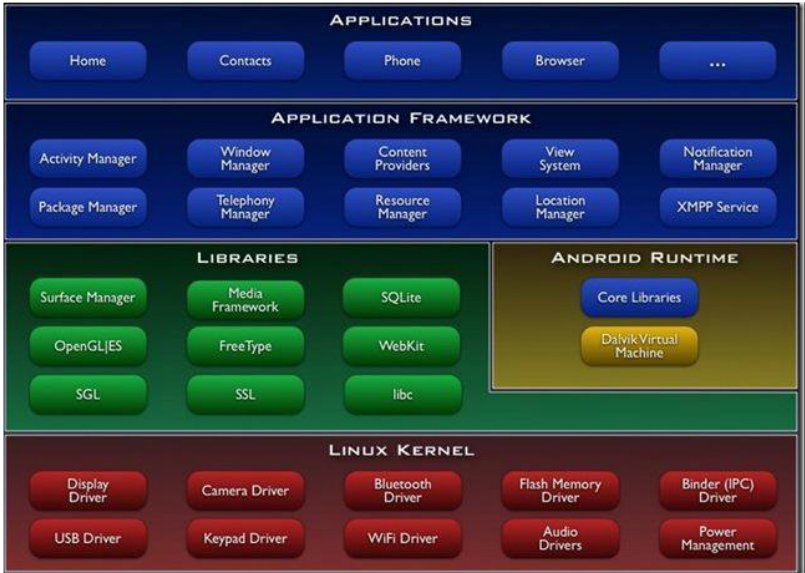 APPLICATIONS
Home
Contacts
Phone
Browser
...
APPLICATION FRAMEWORK
Activity Manager
Window
Manager
Content
Providers
View
System
Notification
Manager
Package Manager
Telephony
Manager
Resource
Manager
Location
Manager
XMPP Service
LIBRARIES
Surface Manager
Media
Framework
SQLite
OpenGL|ES
FreeType
WebKit
SGL
SSL
libc
ANDROID RUNTIME
Core Libraries
Dalvik Virtual
Machine
LINUX KERNEL
Display
Driver
Camera Driver
Bluetooth
Driver
Flash Memory
Driver
Binder (IPC)
Driver
USB Driver
Keypad Driver
WiFi Driver
Audio
Drivers
Power
Management